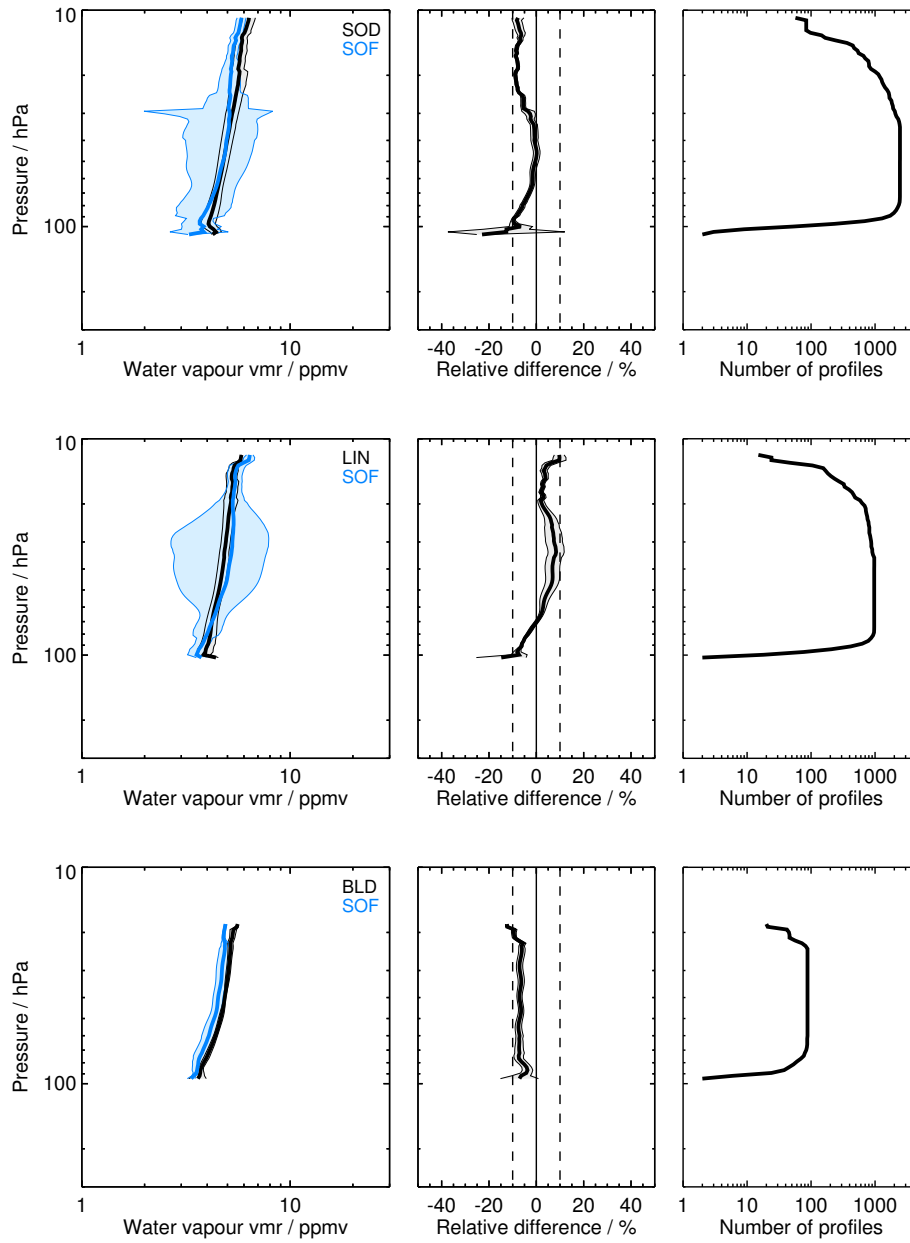 10
100
Pressure / hPa
SOD
SOF
1 10
Water vapour vmr / ppmv
-40 -20 0 20 40
Relative difference / %
1 10 100 1000
Number of profiles
10
100
Pressure / hPa
LIN
SOF
1 10
Water vapour vmr / ppmv
-40 -20 0 20 40
Relative difference / %
1 10 100 1000
Number of profiles
10
100
Pressure / hPa
BLD
SOF
1 10
Water vapour vmr / ppmv
-40 -20 0 20 40
Relative difference / %
1 10 100 1000
Number of profiles